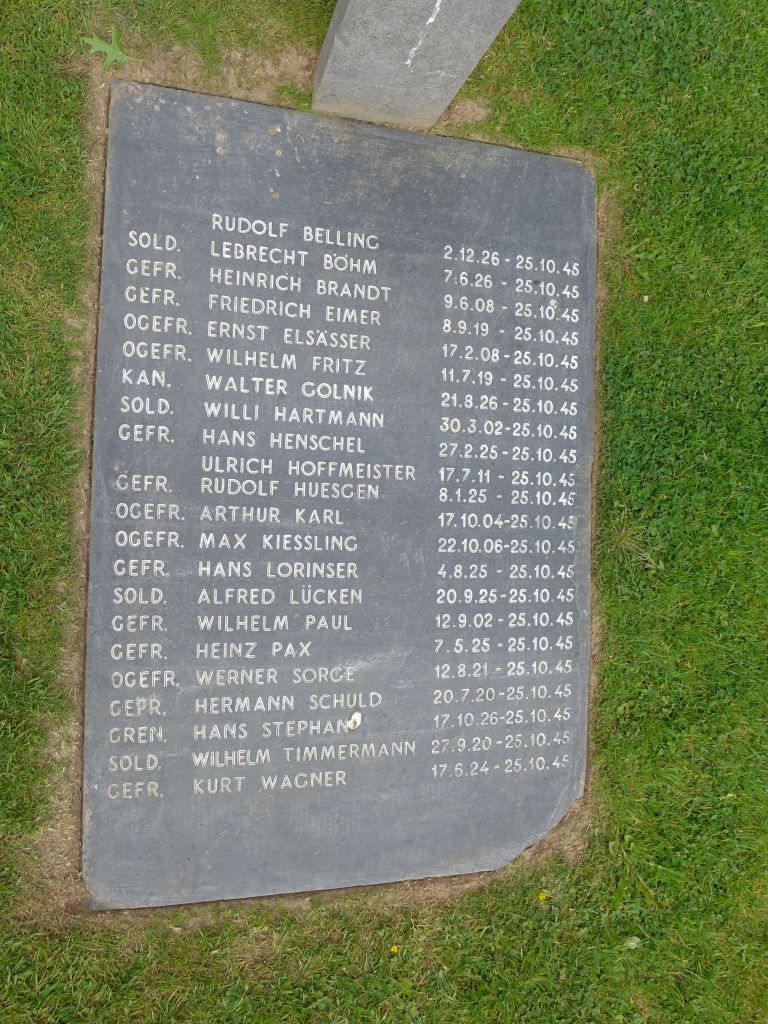 RUDOLF BELLING 2.12.26 - 25.10.45
SOLD. LEBRECHT BÖHM 7.6.26 - 25.10.45
GEFR. HEINRICH BRANDT 9.6.08 - 25.10.45
GEFR. FRIEDRICH EIMER 8.9.19 - 25.10.45
OGEFR. ERNST ELSÄSSER 17.2.08 - 25.10.45
OGEFR. WILHELM FRITZ 11.7.19 - 25.10.45
KAN. WALTER GOLNIK 21.8.26 - 25.10.45
SOLD. WILLI HARTMANN 30.3.02 - 25.10.45
GEFR. HANS HENSCHEL 27.2.25 - 25.10.45
ULRICH HOFFMEISTER 17.7.11 - 25.10.45
GEFR. RUDOLF HUESGEN 8.1.25 - 25.10.45
OGEFR. ARTHUR KARL 17.10.04 - 25.10.45
OGEFR. MAX KIESSLING 22.10.06 - 25.10.45
GEFR. HANS LORINSER 4.8.25 - 25.10.45
SOLD. ALFRED LÜCKEN 20.9.25 - 25.10.45
GEFR. WILHELM PAUL 12.9.02 - 25.10.45
GEFR. HEINZ PAX 7.5.25 - 25.10.45
OGEFR. WERNER SORGE 12.8.21 - 25.10.45
GEFR. HERMANN SCHULD 20.7.20 - 25.10.45
GREN. HANS STEPHAN 17.10.26 - 25.10.45
SOLD. WILHELM TIMMERMANN 27.9.20 - 25.10.45
GEFR. KURT WAGNER 17.6.24 - 25.10.45